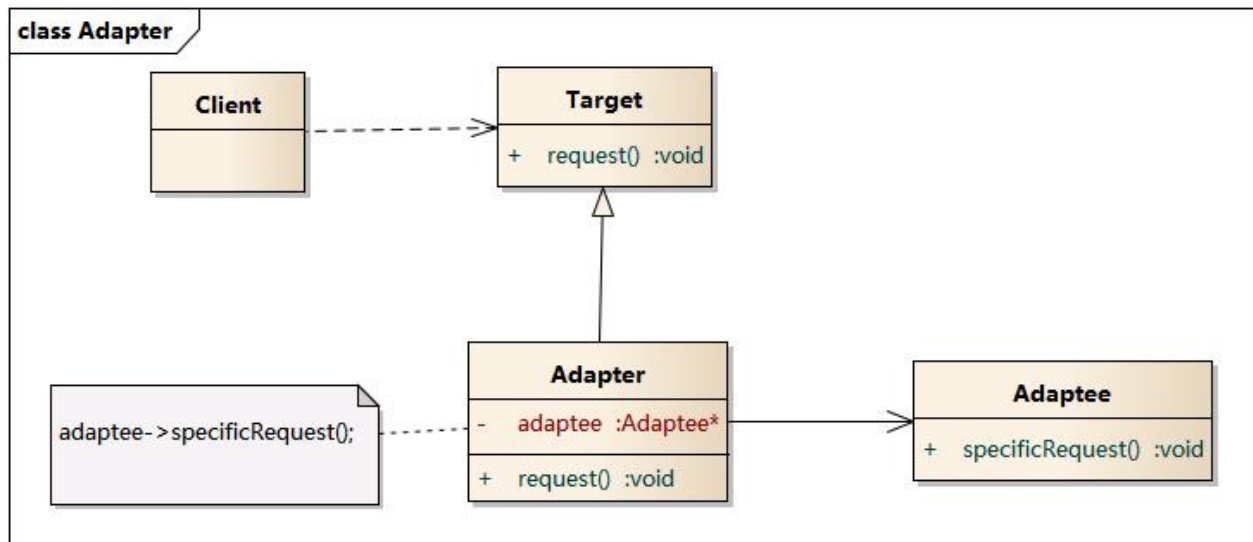 class Adapter
Client
Target
+ request() :void
Adapter
- adaptee :Adaptee*
+ request() :void
adaptee->specificRequest();
Adaptee
+ specificRequest() :void